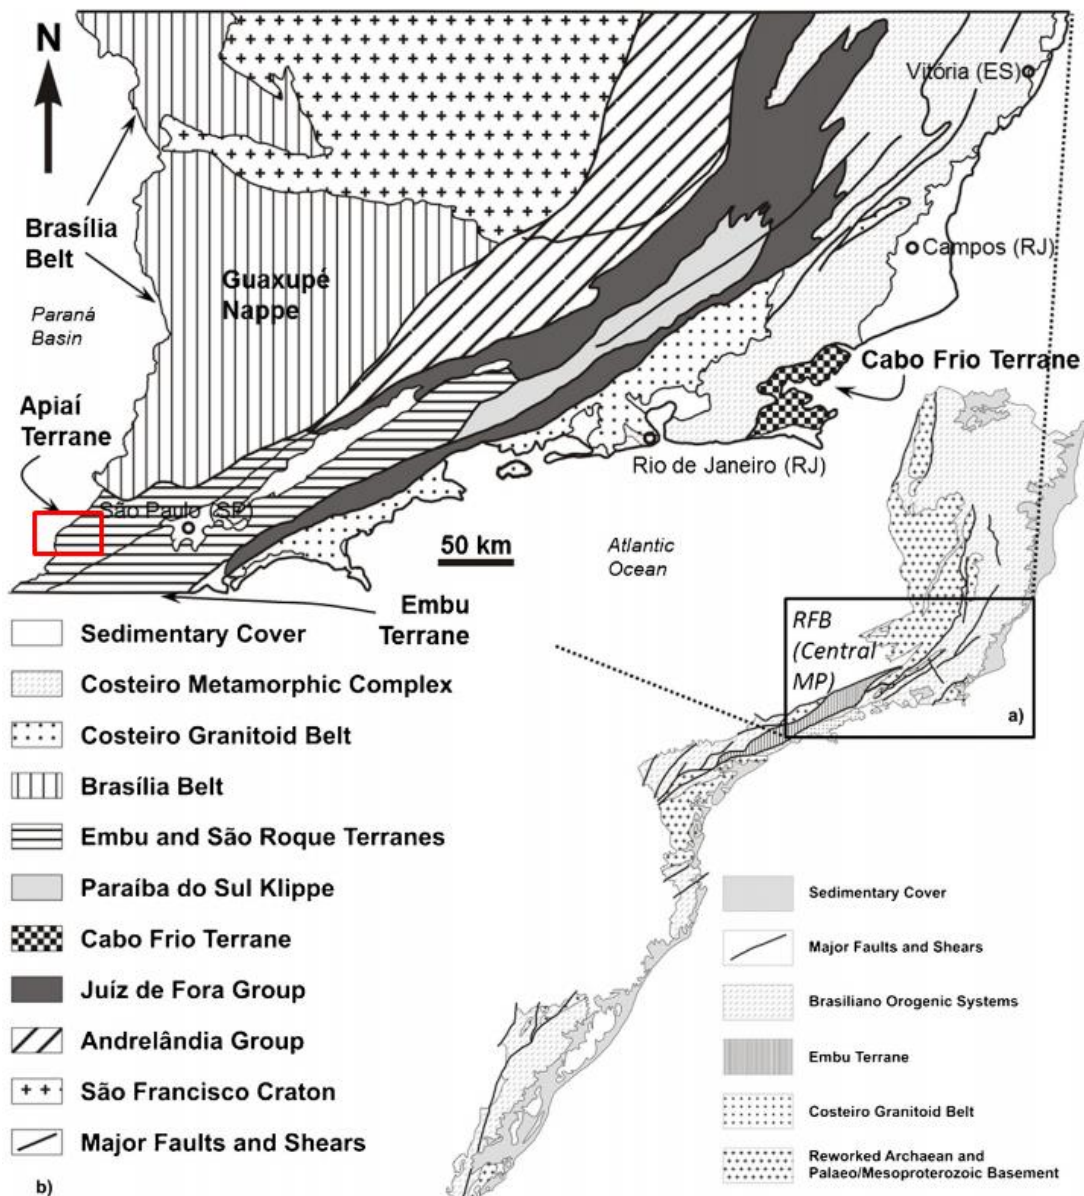 N
Vitória (ES)
Brasília
Belt
Campos (RJ)
Guaxupé
Nappe
Paraná
Basin
Cabo Frio Terrane
Apiaí
Terrane
Rio de Janeiro (RJ)
São Paulo (SP)
50 km
Atlantic
Ocean
Embu
Terrane
Sedimentary Cover
Costeiro Metamorphic Complex
Costeiro Granitoid Belt
Brasília Belt
Embu and São Roque Terranes
Paraíba do Sul Klippe
Cabo Frio Terrane
Juíz de Fora Group
Andrelândia Group
São Francisco Craton
Major Faults and Shears
b)
RFB
(Central
MP)
a)
Sedimentary Cover
Major Faults and Shears
Brasiliano Orogenic Systems
Embu Terrane
Costeiro Granitoid Belt
Reworked Archaean and
Palaeo/Mesoproterozoic Basement